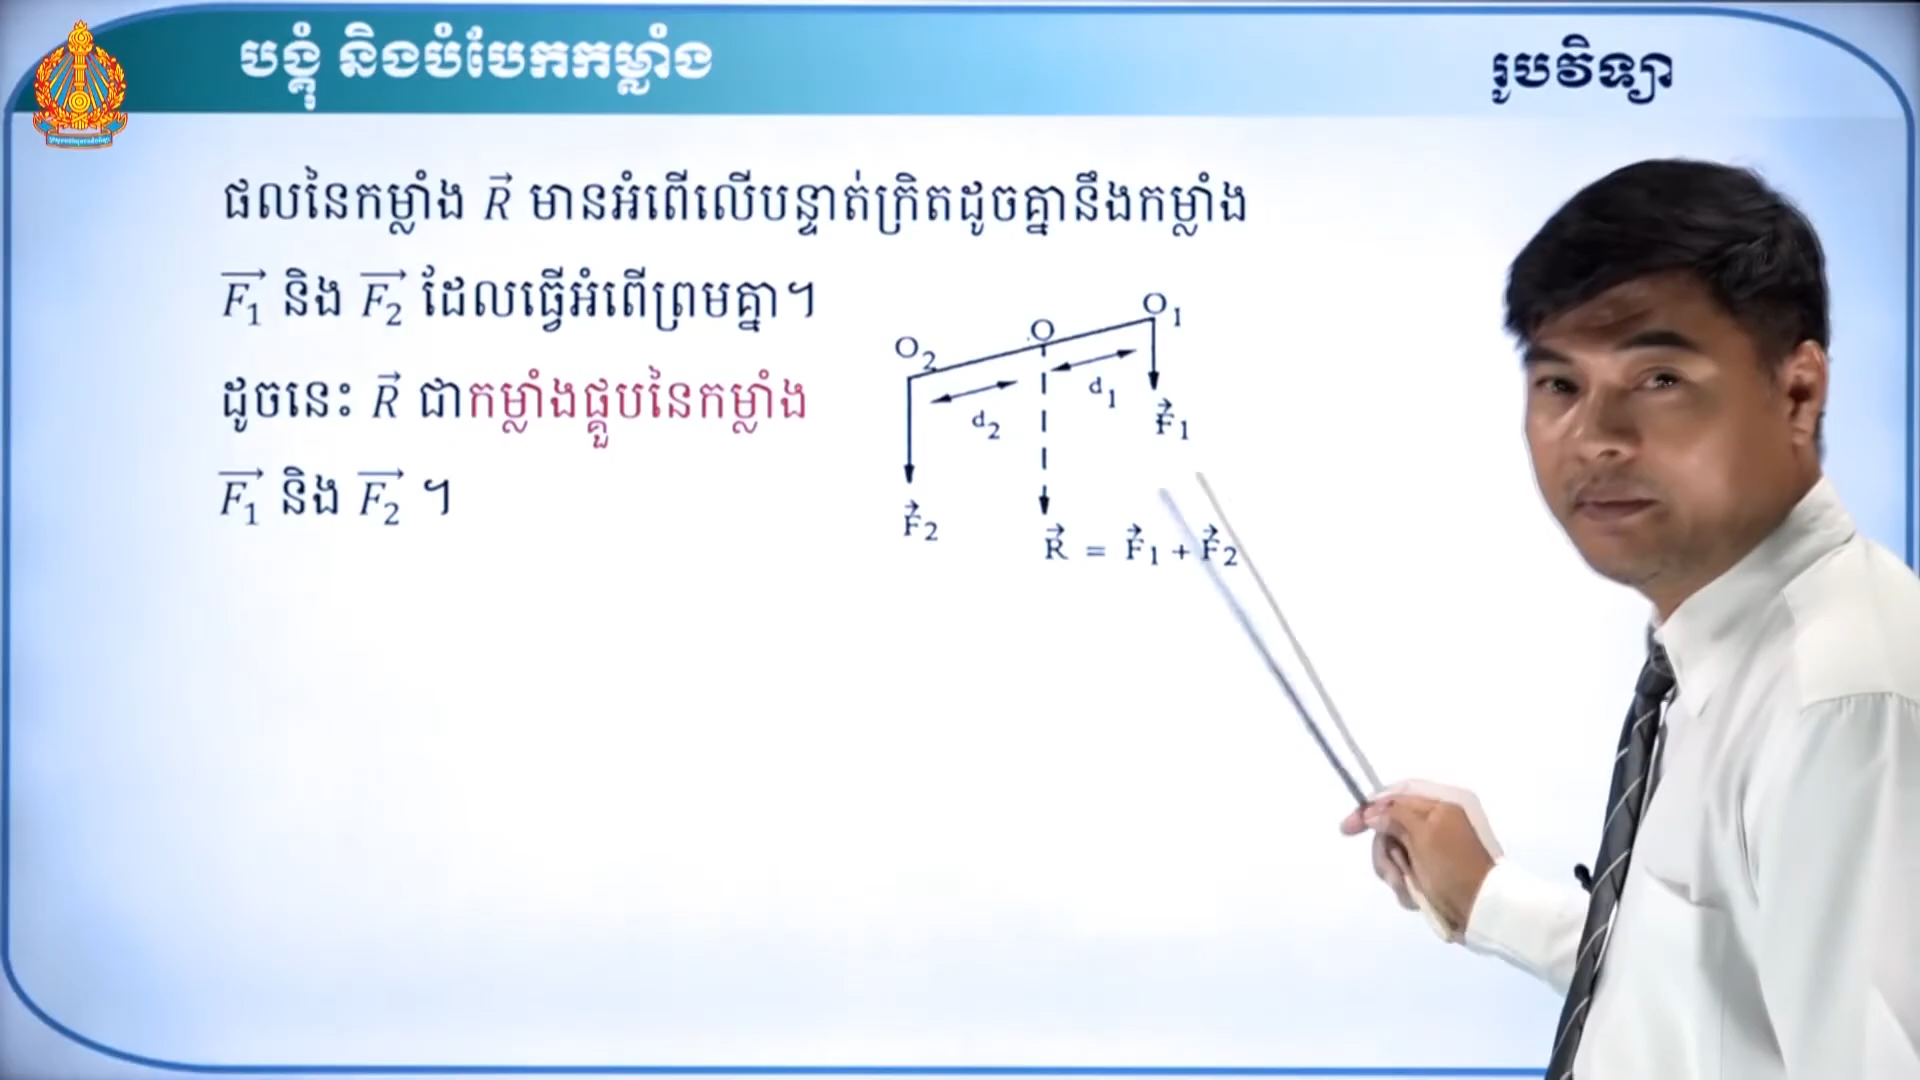 បង្គុំ និងបំបែកកម្លាំង
រូបវិទ្យា
ផលនៃកម្លាំង R⃗ មានអំពើលើបន្ទាត់ក្រិតដូចគ្នានឹងកម្លាំង
F₁⃗ និង F₂⃗ ដែលធ្វើអំពើព្រមគ្នា។
ដូចនេះ R⃗ ជាកម្លាំងផ្គួបនៃកម្លាំង
F₁⃗ និង F₂⃗ ។
O₁
O
O₂
d₁
d₂
F⃗₁
F⃗₂
R⃗ = F⃗₁ + F⃗₂